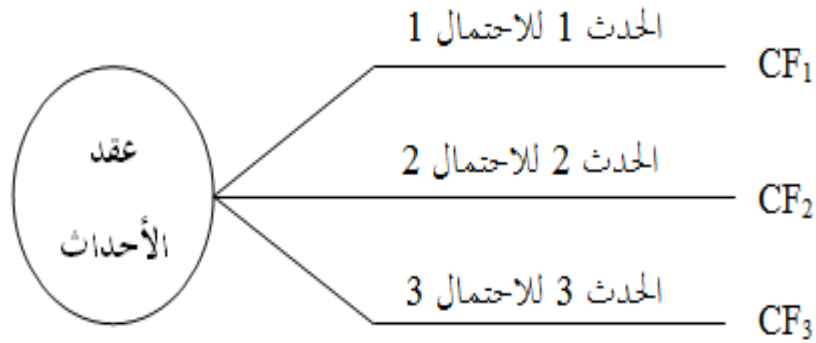 الحدث 1 للاحتمال 1
CF₁
عقد
الأحداث
الحدث 2 للاحتمال 2
CF₂
الحدث 3 للاحتمال 3
CF₃